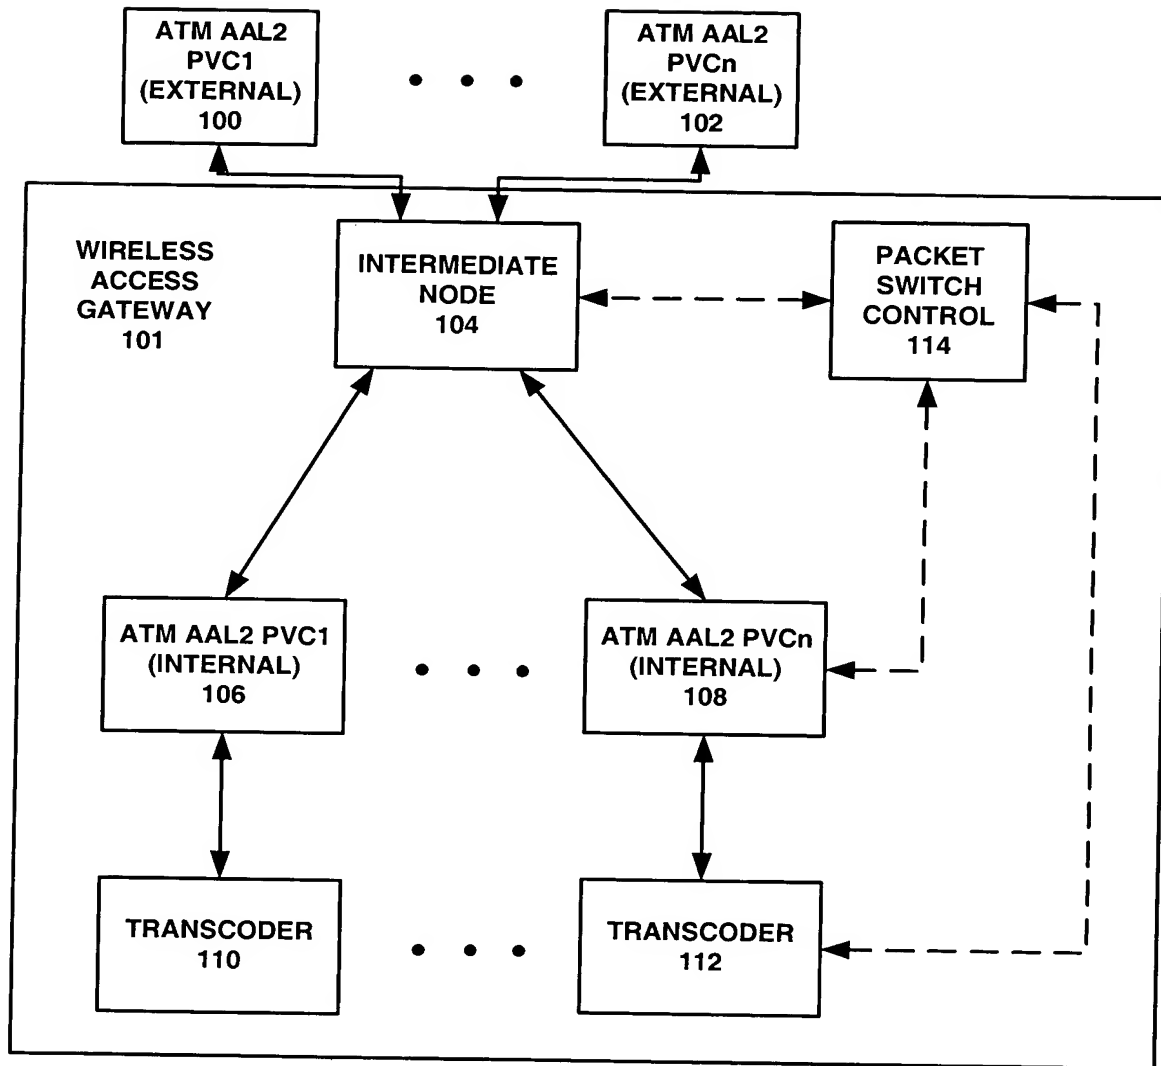 ATM AAL2
PVC1
(EXTERNAL)
100
ATM AAL2
PVCn
(EXTERNAL)
102
WIRELESS
ACCESS
GATEWAY
101
INTERMEDIATE
NODE
104
PACKET
SWITCH
CONTROL
114
ATM AAL2 PVC1
(INTERNAL)
106
ATM AAL2 PVCn
(INTERNAL)
108
TRANSCODER
110
TRANSCODER
112